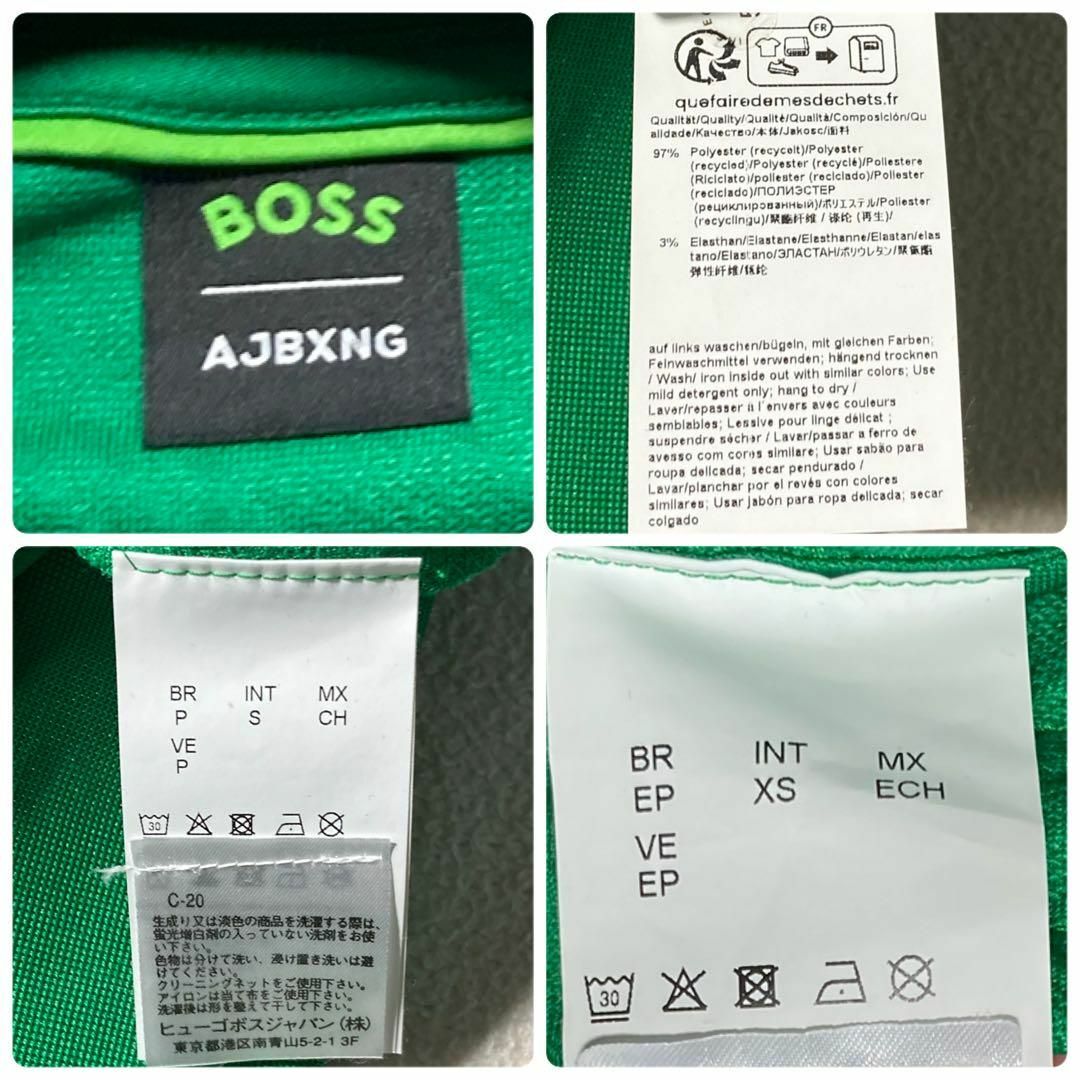 BOSS
AJBXNG
FR
quefairedemesdechets.fr
Qualität/Quality/Qualité/Qualità/Composición/Qu
alidade/Качество/本体/Jakosc/面料
97% Polyester (recycelt)/Polyester
(recycled)/Polyester (recyclé)/Poliestere
(Riciclato)/poliester (reciclado)/Poliester
(reciclado)/ПОЛИЭСТЕР
(рециклированный)/ポリエステル/Poliester
(recyclingu)/聚酯纤维 / 涤纶 (再生)/
3% Elasthan/Elastane/Elasthanne/Elastan/elas
tano/Elastano/ЭЛАСТАН/ポリウレタン/聚氨酯
弹性纤维/氨纶
auf links waschen/bügeln, mit gleichen Farben;
Feinwaschmittel verwenden; hängend trocknen
/ Wash/ iron inside out with similar colors; Use
mild detergent only; hang to dry /
Laver/repasser à l'envers avec couleurs
semblables; Lessive pour linge délicat ;
suspendre sécher / Lavar/passar a ferro de
avesso com cores similare; Usar sabão para
roupa delicada; secar pendurado /
Lavar/planchar por el revés con colores
similares; Usar jabón para ropa delicada; secar
colgado
BR INT MX
P S CH
VE
P
30
C-20
生成り又は淡色の商品を洗濯する際は、
蛍光増白剤の入っていない洗剤をお使
い下さい。
色物は分けて洗い、浸け置き洗いは避
けてください。
クリーニングネットをご使用下さい。
アイロンは当て布をご使用下さい。
洗濯後は形を整えて干して下さい。
ヒューゴボスジャパン(株)
東京都港区南青山5-2-1 3F
BR INT MX
EP XS ECH
VE
EP
30